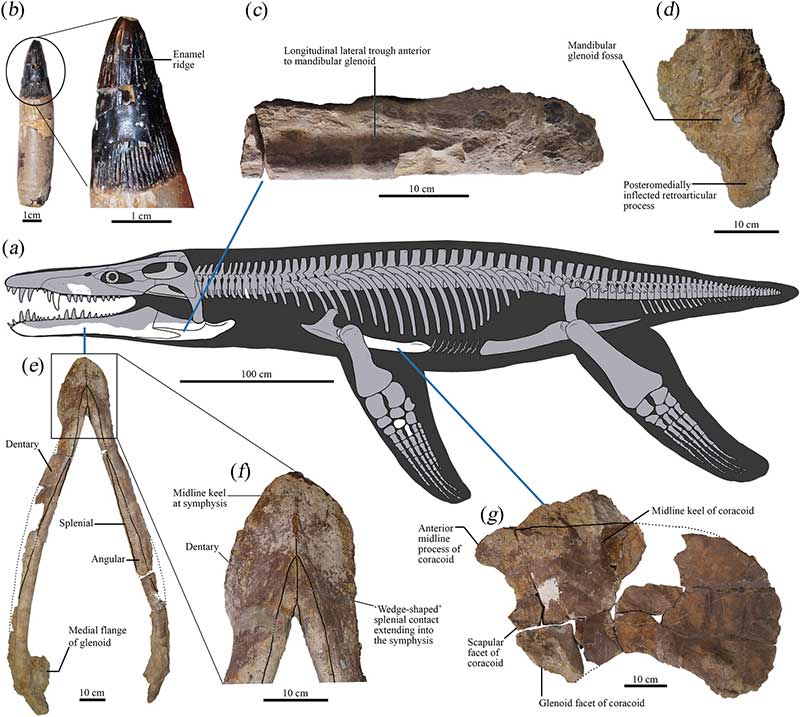 (b)
Enamel
ridge
1cm
1 cm
(c)
Longitudinal lateral trough anterior
to mandibular glenoid
10 cm
(d)
Mandibular
glenoid fossa
Posteromedially
inflected retroarticular
process
10 cm
(a)
100 cm
(e)
Dentary
Splenial
Angular
Medial flange
of glenoid
10 cm
(f)
Midline keel
at symphysis
Dentary
'Wedge-shaped'
splenial contact
extending into
the symphysis
10 cm
(g)
Anterior
midline
process of
coracoid
Midline keel of coracoid
Scapular
facet of
coracoid
Glenoid facet of coracoid
10 cm